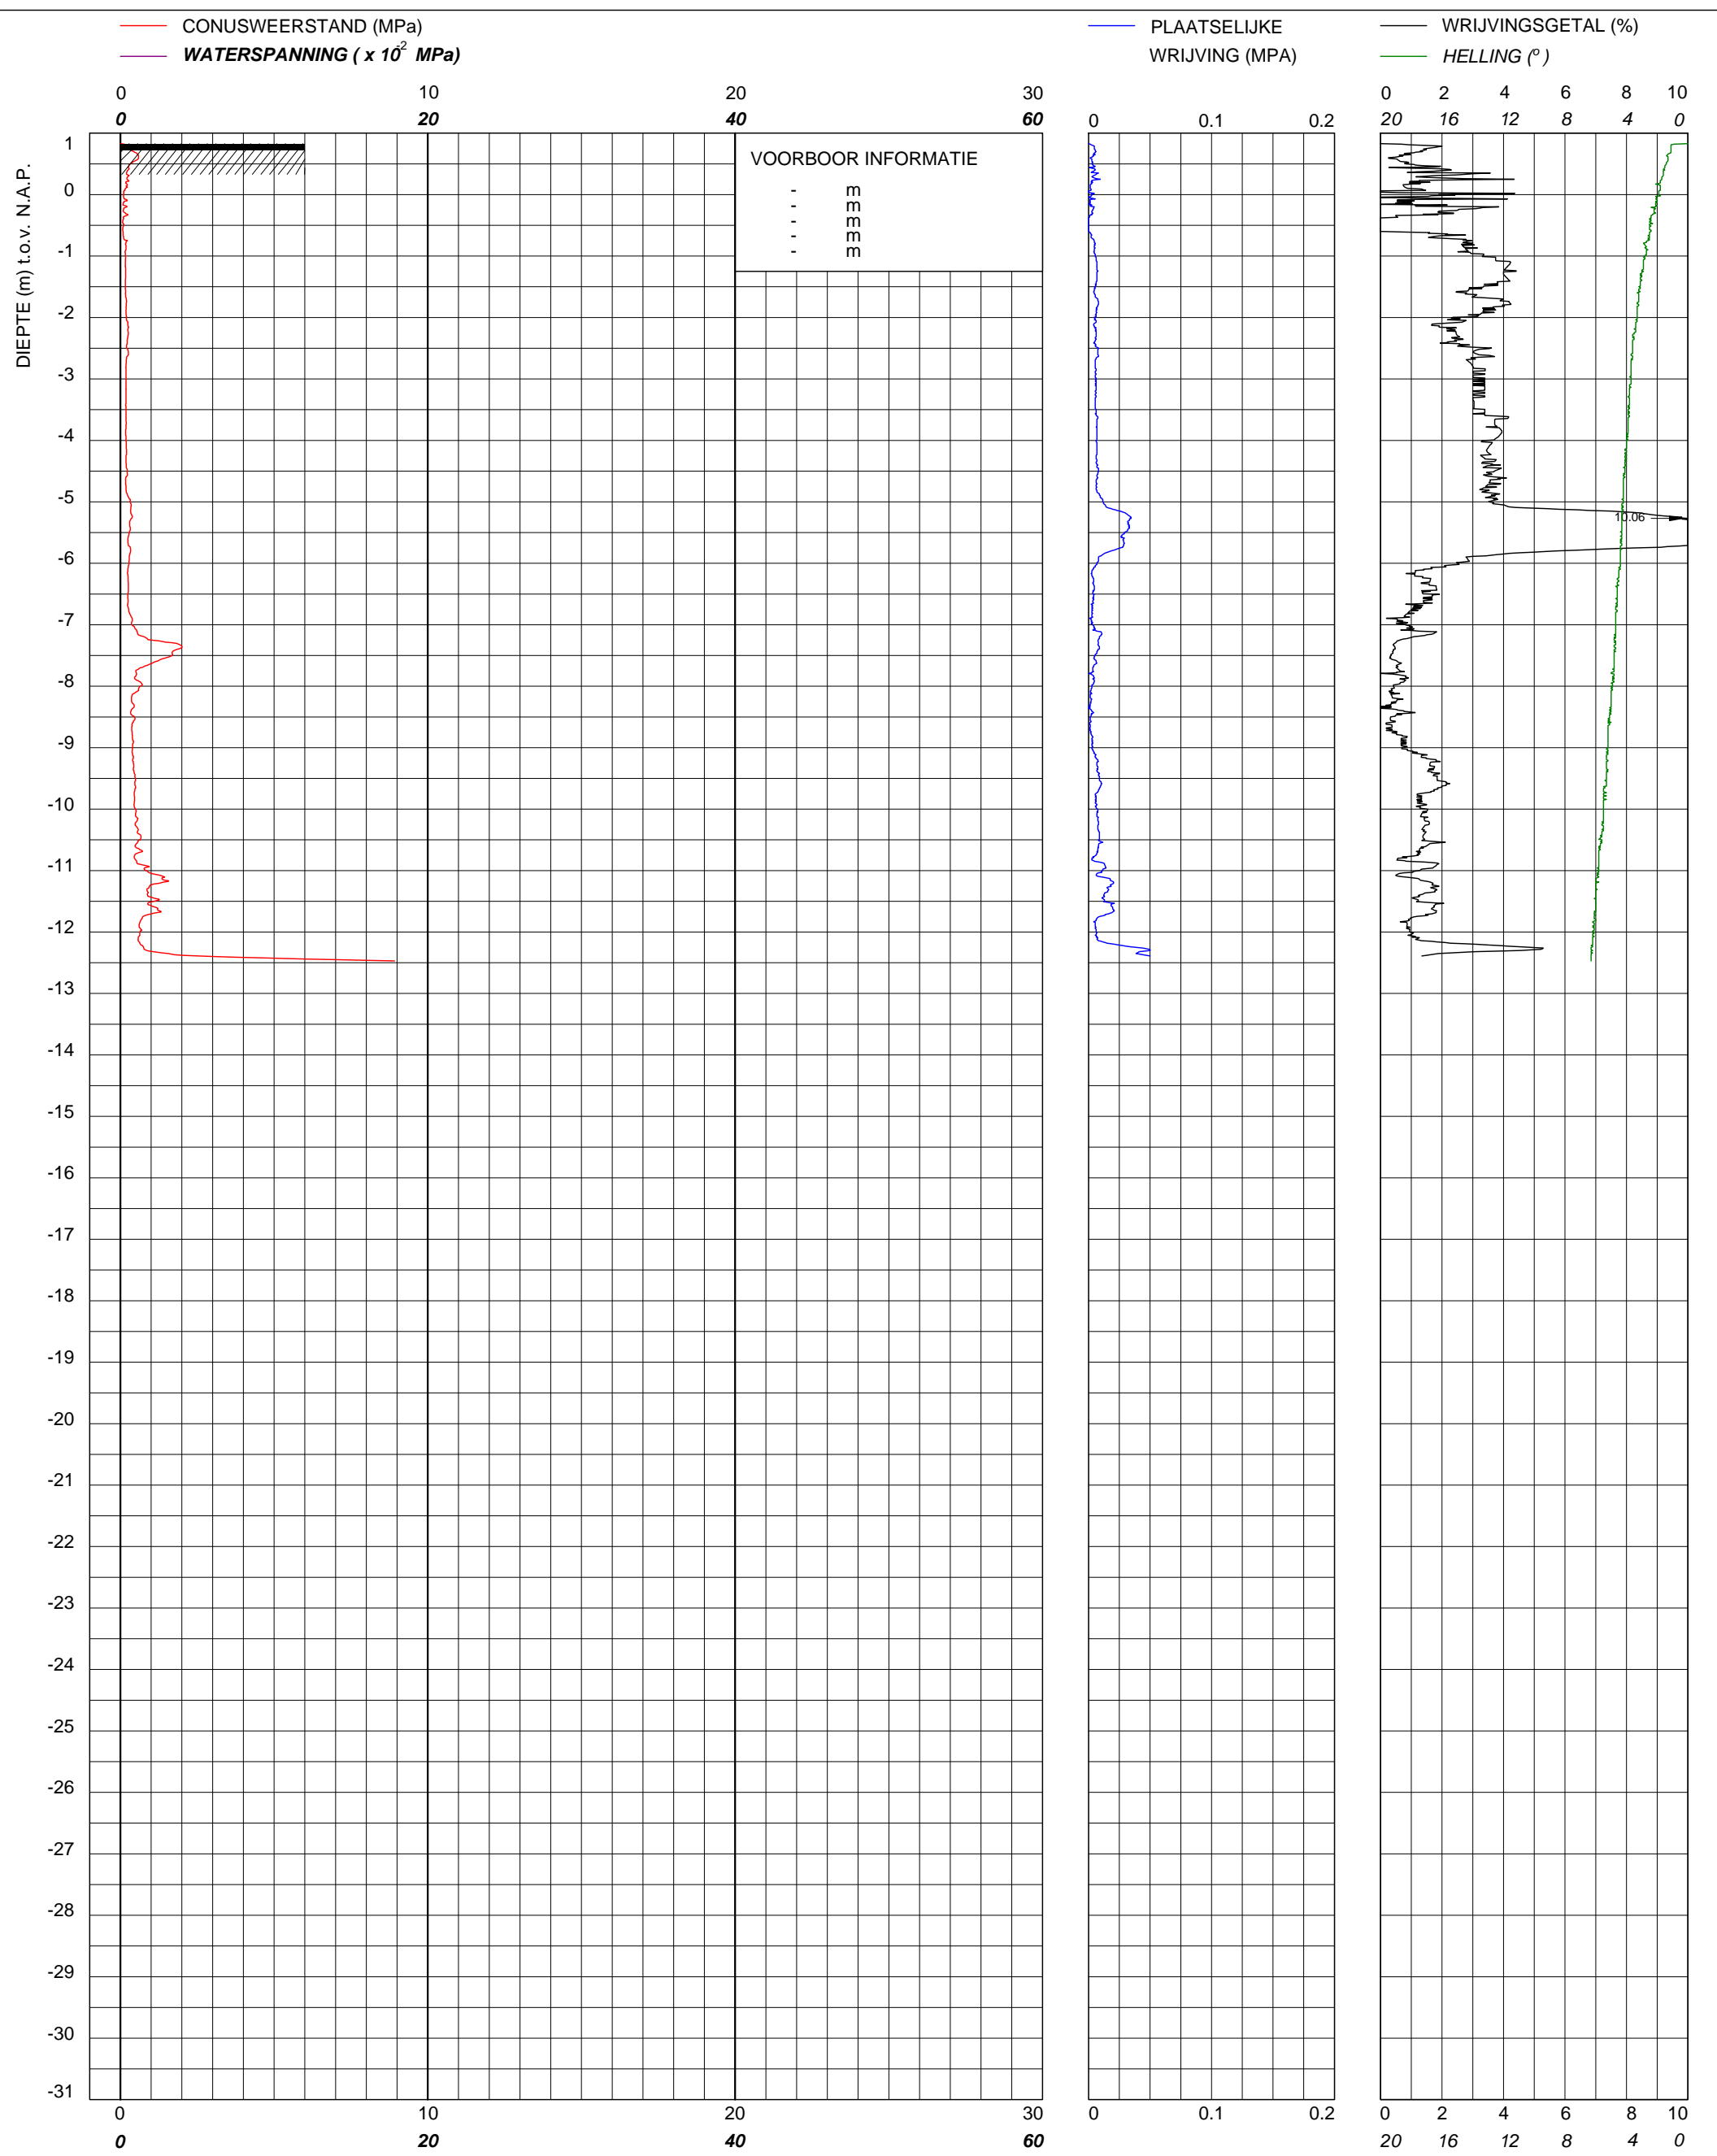 CONUSWEERSTAND (MPa)
WATERSPANNING ( x 10-2 MPa)
PLAATSELIJKE
WRIJVING (MPA)
WRIJVINGSGETAL (%)
HELLING (°)
0 10 20 30
0 20 40 60
0 0.1 0.2
0 2 4 6 8 10
20 16 12 8 4 0
VOORBOOR INFORMATIE
- m
- m
- m
- m
- m
DIEPTE (m) t.o.v. N.A.P.
1
0
-1
-2
-3
-4
-5
10.06
-6
-7
-8
-9
-10
-11
-12
-13
-14
-15
-16
-17
-18
-19
-20
-21
-22
-23
-24
-25
-26
-27
-28
-29
-30
-31
0 10 20 30
0 20 40 60
0 0.1 0.2
0 2 4 6 8 10
20 16 12 8 4 0